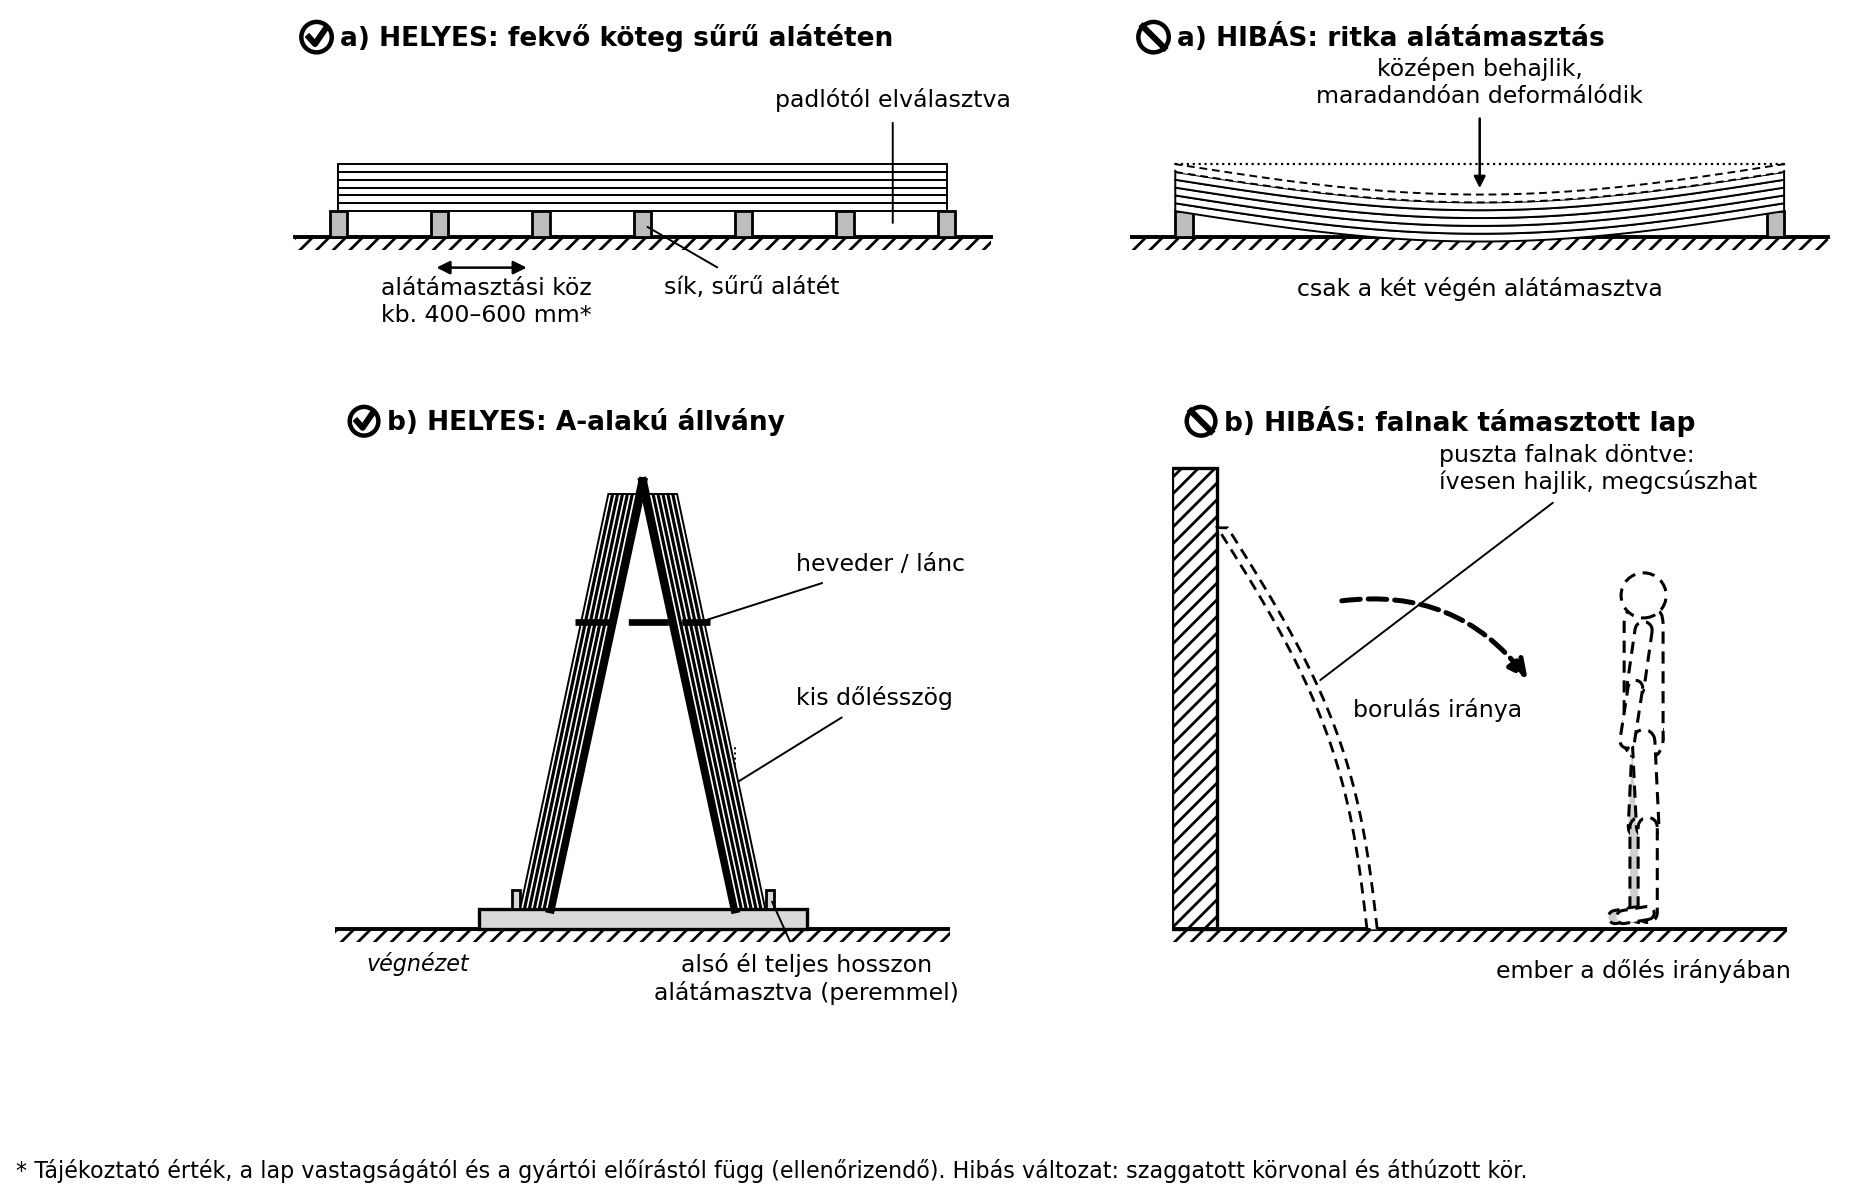 a) HELYES: fekvő köteg sűrű alátéten
padlótól elválasztva
alátámasztási köz
kb. 400–600 mm*
sík, sűrű alátét
a) HIBÁS: ritka alátámasztás
középen behajlik,
maradandóan deformálódik
csak a két végén alátámasztva
b) HELYES: A-alakú állvány
heveder / lánc
kis dőlésszög
végnézet
alsó él teljes hosszon
alátámasztva (peremmel)
b) HIBÁS: falnak támasztott lap
puszta falnak döntve:
ívesen hajlik, megcsúszhat
borulás iránya
ember a dőlés irányában
* Tájékoztató érték, a lap vastagságától és a gyártói előírástól függ (ellenőrizendő). Hibás változat: szaggatott körvonal és áthúzott kör.